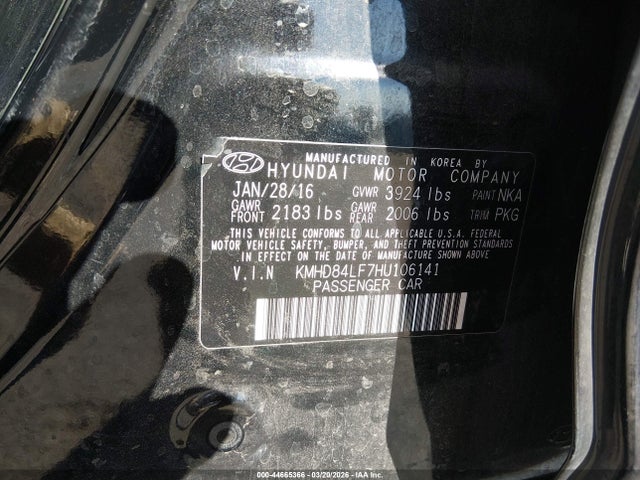 MANUFACTURED IN KOREA BY
HYUNDAI MOTOR COMPANY
JAN/28/16 GVWR 3924 lbs PAINT NKA
GAWR FRONT 2183 lbs GAWR REAR 2006 lbs TRIM PKG
THIS VEHICLE CONFORMS TO ALL APPLICABLE U.S.A. FEDERAL
MOTOR VEHICLE SAFETY, BUMPER, AND THEFT PREVENTION STANDARDS
IN EFFECT ON THE DATE OF MANUFACTURE SHOWN ABOVE.
V.I.N KMHD84LF7HU106141
PASSENGER CAR
© IAA - 44665366 | 03/20/2026 | IAAI.COM